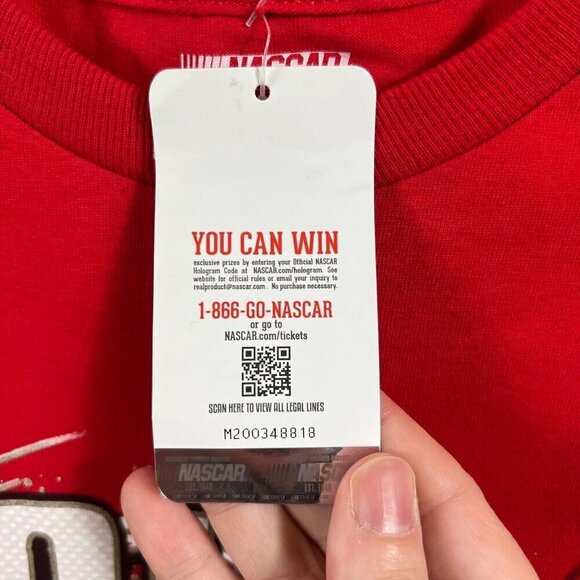 NASCAR
YOU CAN WIN
exclusive prizes by entering your Official NASCAR
Hologram Code at NASCAR.com/hologram. See
website for official rules or email your inquiry to
realproduct@nascar.com . No purchase necessary.
1-866-GO-NASCAR
or go to
NASCAR.com/tickets
SCAN HERE TO VIEW ALL LEGAL LINES
M200348818
NASCAR NASCAR
EST. 1948